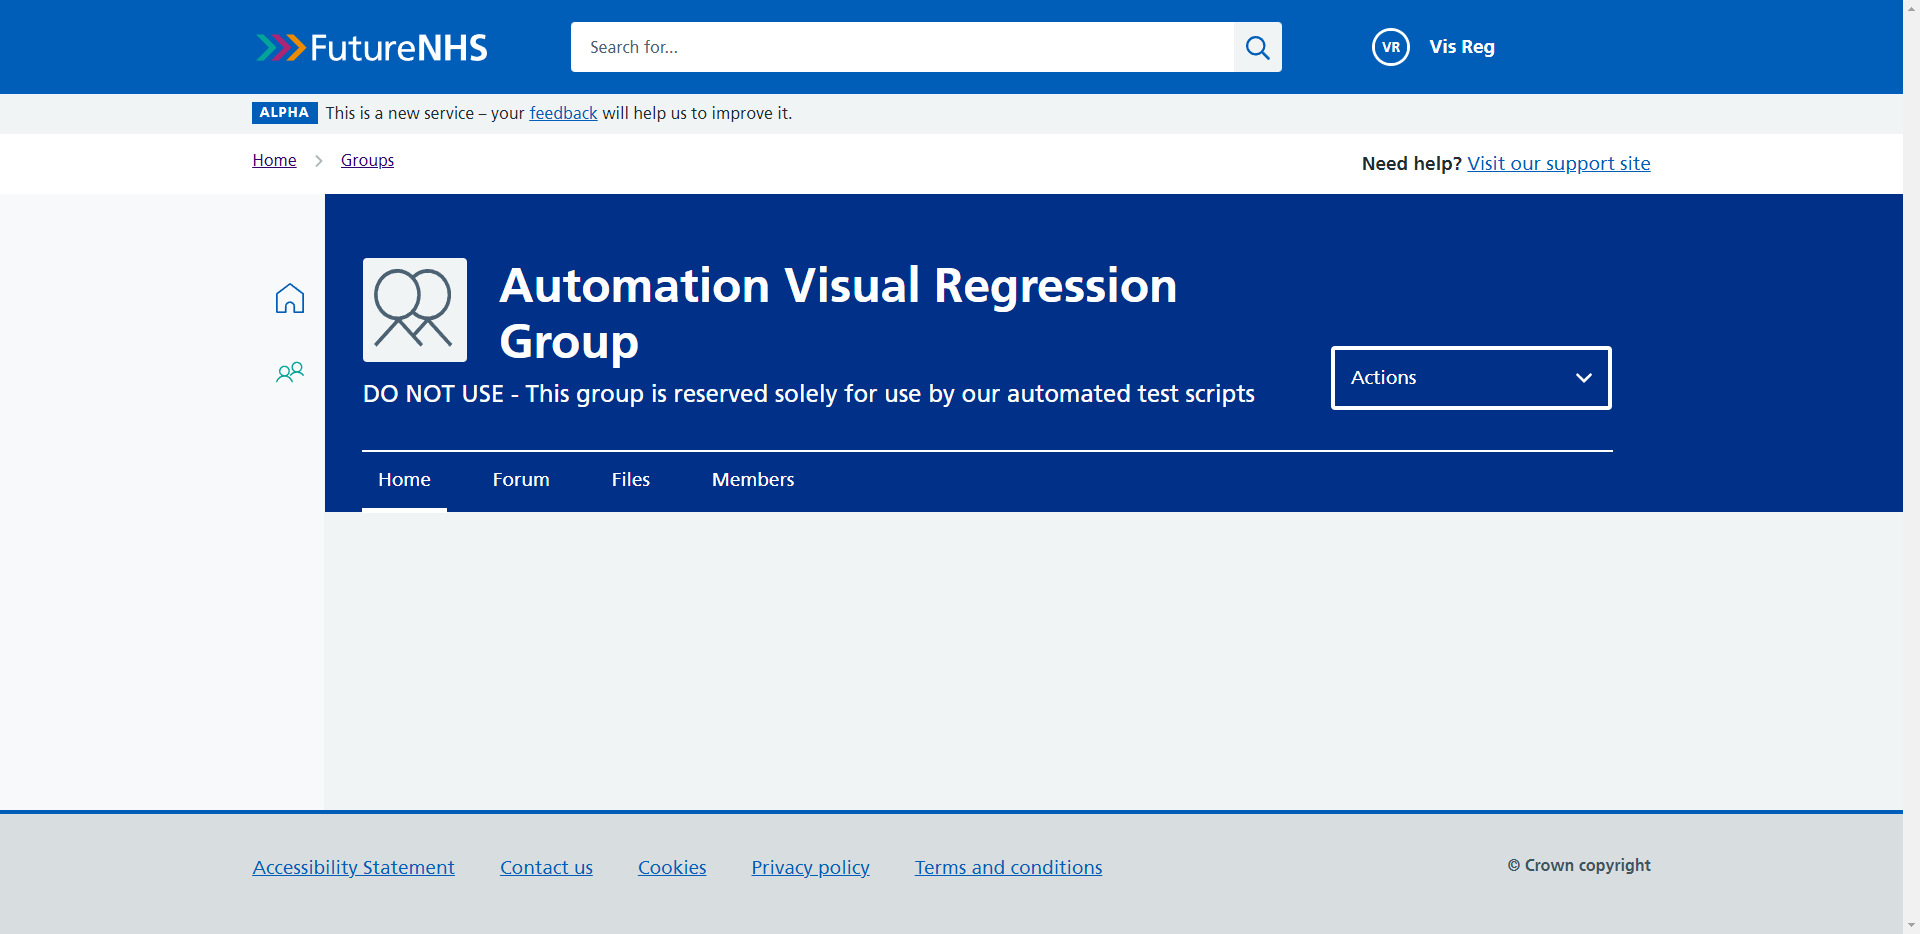 FutureNHS
Search for...
VR Vis Reg
ALPHA This is a new service – your feedback will help us to improve it.
Home Groups
Need help? Visit our support site
Automation Visual Regression
Group
DO NOT USE - This group is reserved solely for use by our automated test scripts
Actions
Home Forum Files Members
Accessibility Statement Contact us Cookies Privacy policy Terms and conditions
© Crown copyright